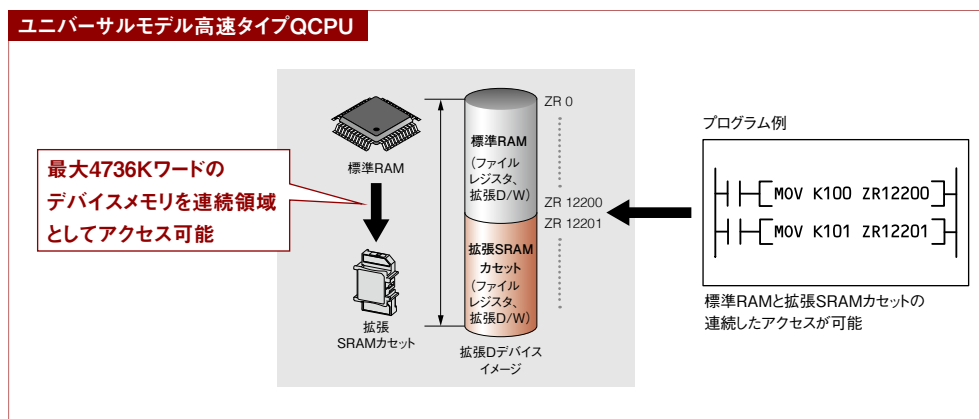 ユニバーサルモデル高速タイプQCPU
最大4736Kワードの
デバイスメモリを連続領域
としてアクセス可能
標準RAM
拡張
SRAMカセット
標準RAM
(ファイル
レジスタ、
拡張D/W)
拡張SRAM
カセット
(ファイル
レジスタ、
拡張D/W)
拡張Dデバイス
イメージ
ZR 0
ZR 12200
ZR 12201
プログラム例
MOV K100 ZR12200
MOV K101 ZR12201
標準RAMと拡張SRAMカセットの
連続したアクセスが可能